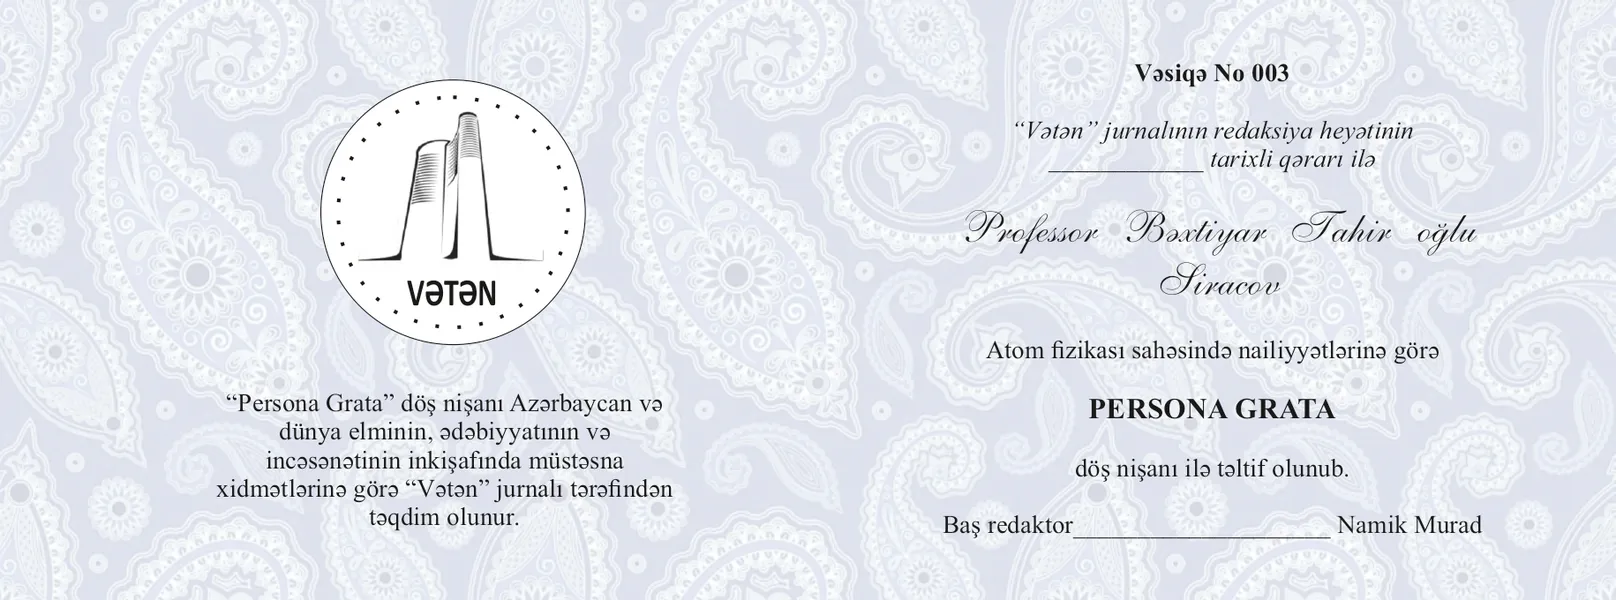 VƏTƏN
“Persona Grata” döş nişanı Azərbaycan və
dünya elminin, ədəbiyyatının və
incəsənətinin inkişafında müstəsna
xidmətlərinə görə “Vətən” jurnalı tərəfindən
təqdim olunur.
Vəsiqə No 003
“Vətən” jurnalının redaksiya heyətinin
____________ tarixli qərarı ilə
Professor Bəxtiyar Tahir oğlu
Siracov
Atom fizikası sahəsində nailiyyətlərinə görə
PERSONA GRATA
döş nişanı ilə təltif olunub.
Baş redaktor____________________ Namik Murad